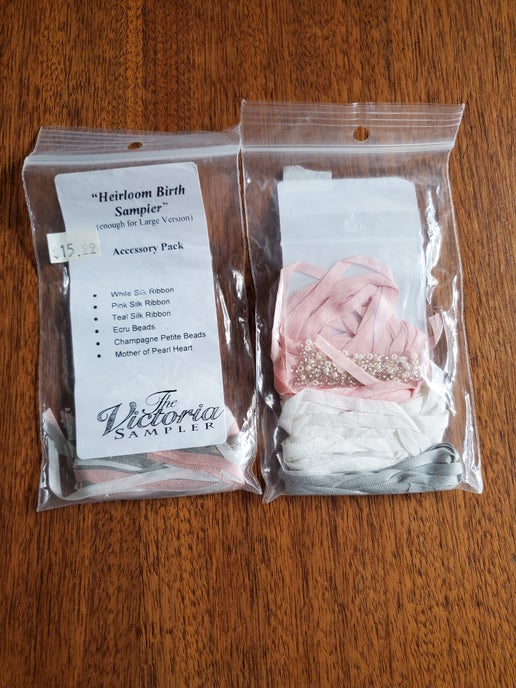 "Heirloom Birth
Sampler"
(enough for Large Version)
$15.22
Accessory Pack
• White Silk Ribbon
• Pink Silk Ribbon
• Teal Silk Ribbon
• Ecru Beads
• Champagne Petite Beads
• Mother of Pearl Heart
The
Victoria
SAMPLER